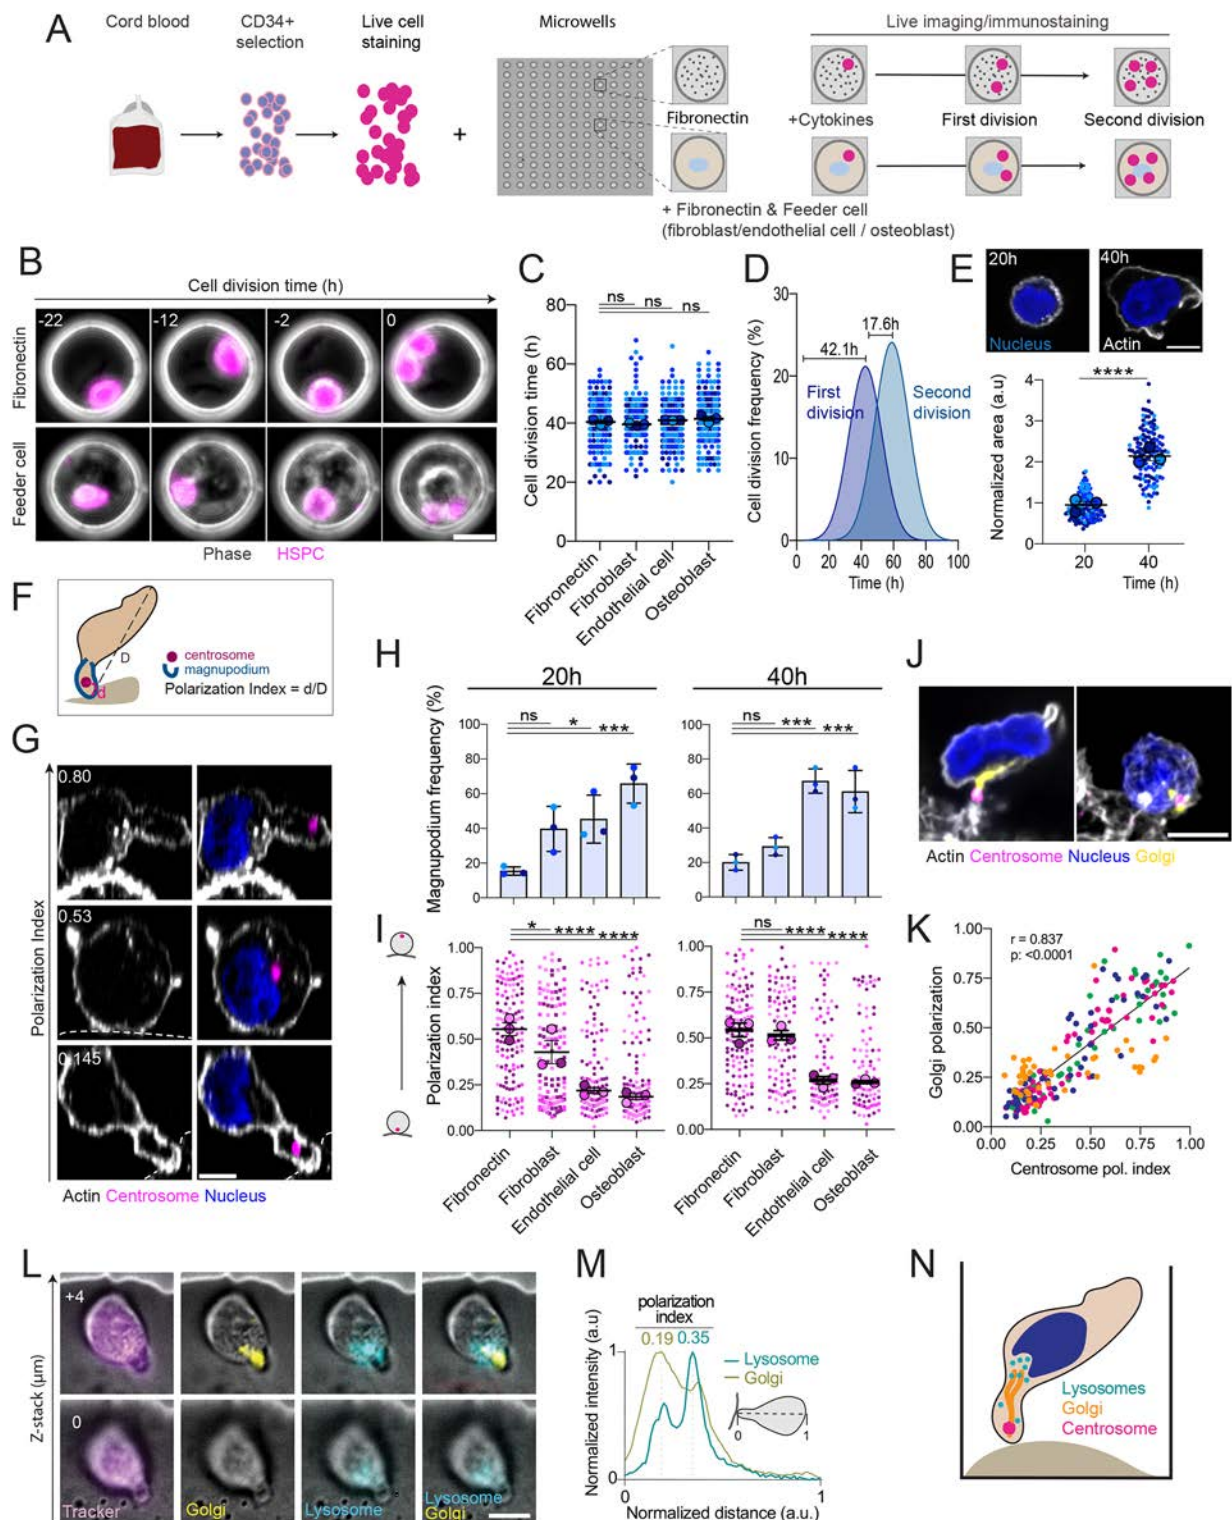 A
Cord blood
CD34+
selection
Live cell
staining
+
Microwells
Fibronectin
+ Fibronectin & Feeder cell
(fibroblast/endothelial cell / osteoblast)
Live imaging/immunostaining
+Cytokines
First division
Second division
B
Cell division time (h)
-22
-12
-2
0
Fibronectin
Feeder cell
Phase
HSPC
C
Cell division time (h)
80
60
40
20
0
ns
ns
ns
Fibronectin
Fibroblast
Endothelial cell
Osteoblast
D
Cell division frequency (%)
30
25
20
15
10
5
0
17.6h
42.1h
First
division
Second
division
0 20 40 60 80 100
Time (h)
E
20h
Nucleus
40h
Actin
****
Normalized area (a.u)
4
3
2
1
0
20
40
Time (h)
F
D
d
centrosome
magnupodium
Polarization Index = d/D
G
Polarization Index
0.80
0.53
0.145
Actin Centrosome Nucleus
H
20h
40h
Magnupodium frequency (%)
100
80
60
40
20
0
ns
*
***
100
80
60
40
20
0
ns
***
***
I
Polarization index
1.00
0.75
0.50
0.25
0.00
*
****
****
Fibronectin
Fibroblast
Endothelial cell
Osteoblast
1.00
0.75
0.50
0.25
0.00
ns
****
****
Fibronectin
Fibroblast
Endothelial cell
Osteoblast
J
Actin Centrosome Nucleus Golgi
K
r = 0.837
p: <0.0001
Golgi polarization
1.00
0.75
0.50
0.25
0.00
0.00 0.25 0.50 0.75 1.00
Centrosome pol. index
L
Z-stack (μm)
+4
0
Tracker
Golgi
Lysosome
Lysosome
Golgi
M
polarization
index
0.19 0.35
Lysosome
Golgi
Normalized intensity (a.u)
1
0
0 1
0
1
Normalized distance (a.u.)
N
Lysosomes
Golgi
Centrosome